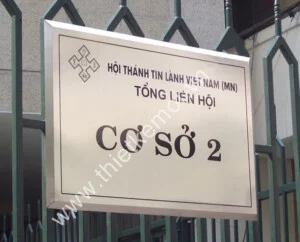 HỘI THÁNH TIN LÀNH VIỆT NAM (MN)
TỔNG LIÊN HỘI
CƠ SỞ 2